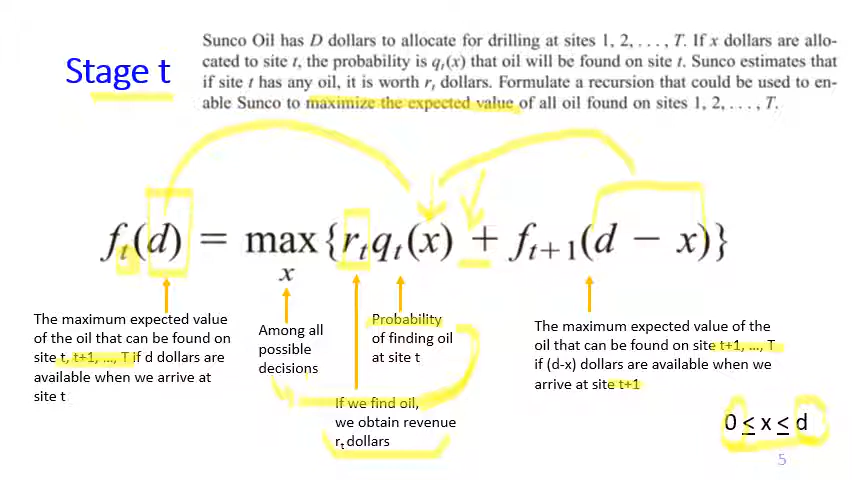 Stage t
Sunco Oil has D dollars to allocate for drilling at sites 1, 2, . . . , T. If x dollars are allo-
cated to site t, the probability is qt(x) that oil will be found on site t. Sunco estimates that
if site t has any oil, it is worth rt dollars. Formulate a recursion that could be used to en-
able Sunco to maximize the expected value of all oil found on sites 1, 2, . . . , T.
ft(d) = max{rtqt(x) + ft+1(d − x)}
x
The maximum expected value
of the oil that can be found on
site t, t+1, ..., T if d dollars are
available when we arrive at
site t
Among all
possible
decisions
Probability
of finding oil
at site t
If we find oil,
we obtain revenue
rt dollars
The maximum expected value of the
oil that can be found on site t+1, ..., T
if (d-x) dollars are available when we
arrive at site t+1
0 ≤ x ≤ d
5